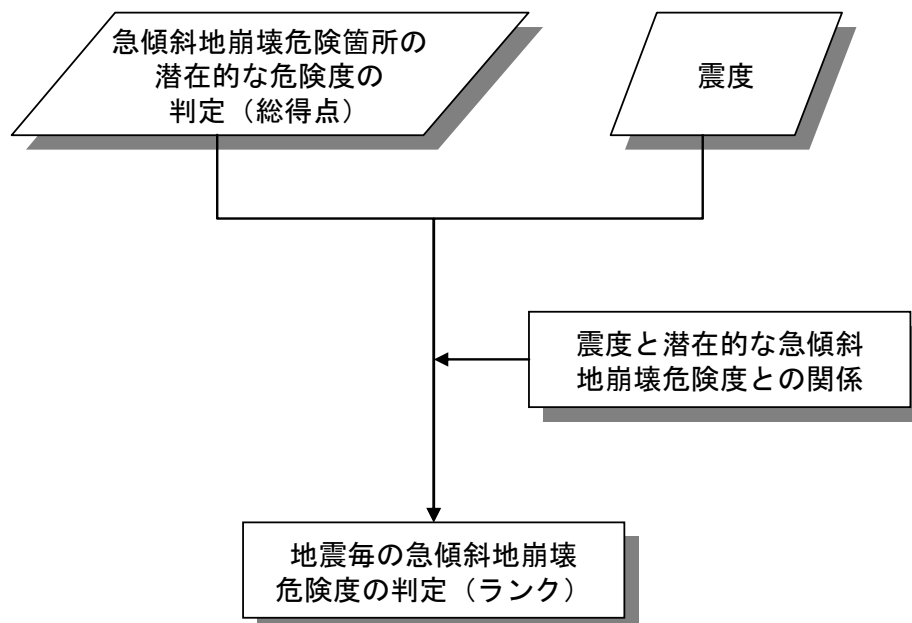 急傾斜地崩壊危険箇所の
潜在的な危険度の
判定（総得点）
震度
震度と潜在的な急傾斜
地崩壊危険度との関係
地震毎の急傾斜地崩壊
危険度の判定（ランク）